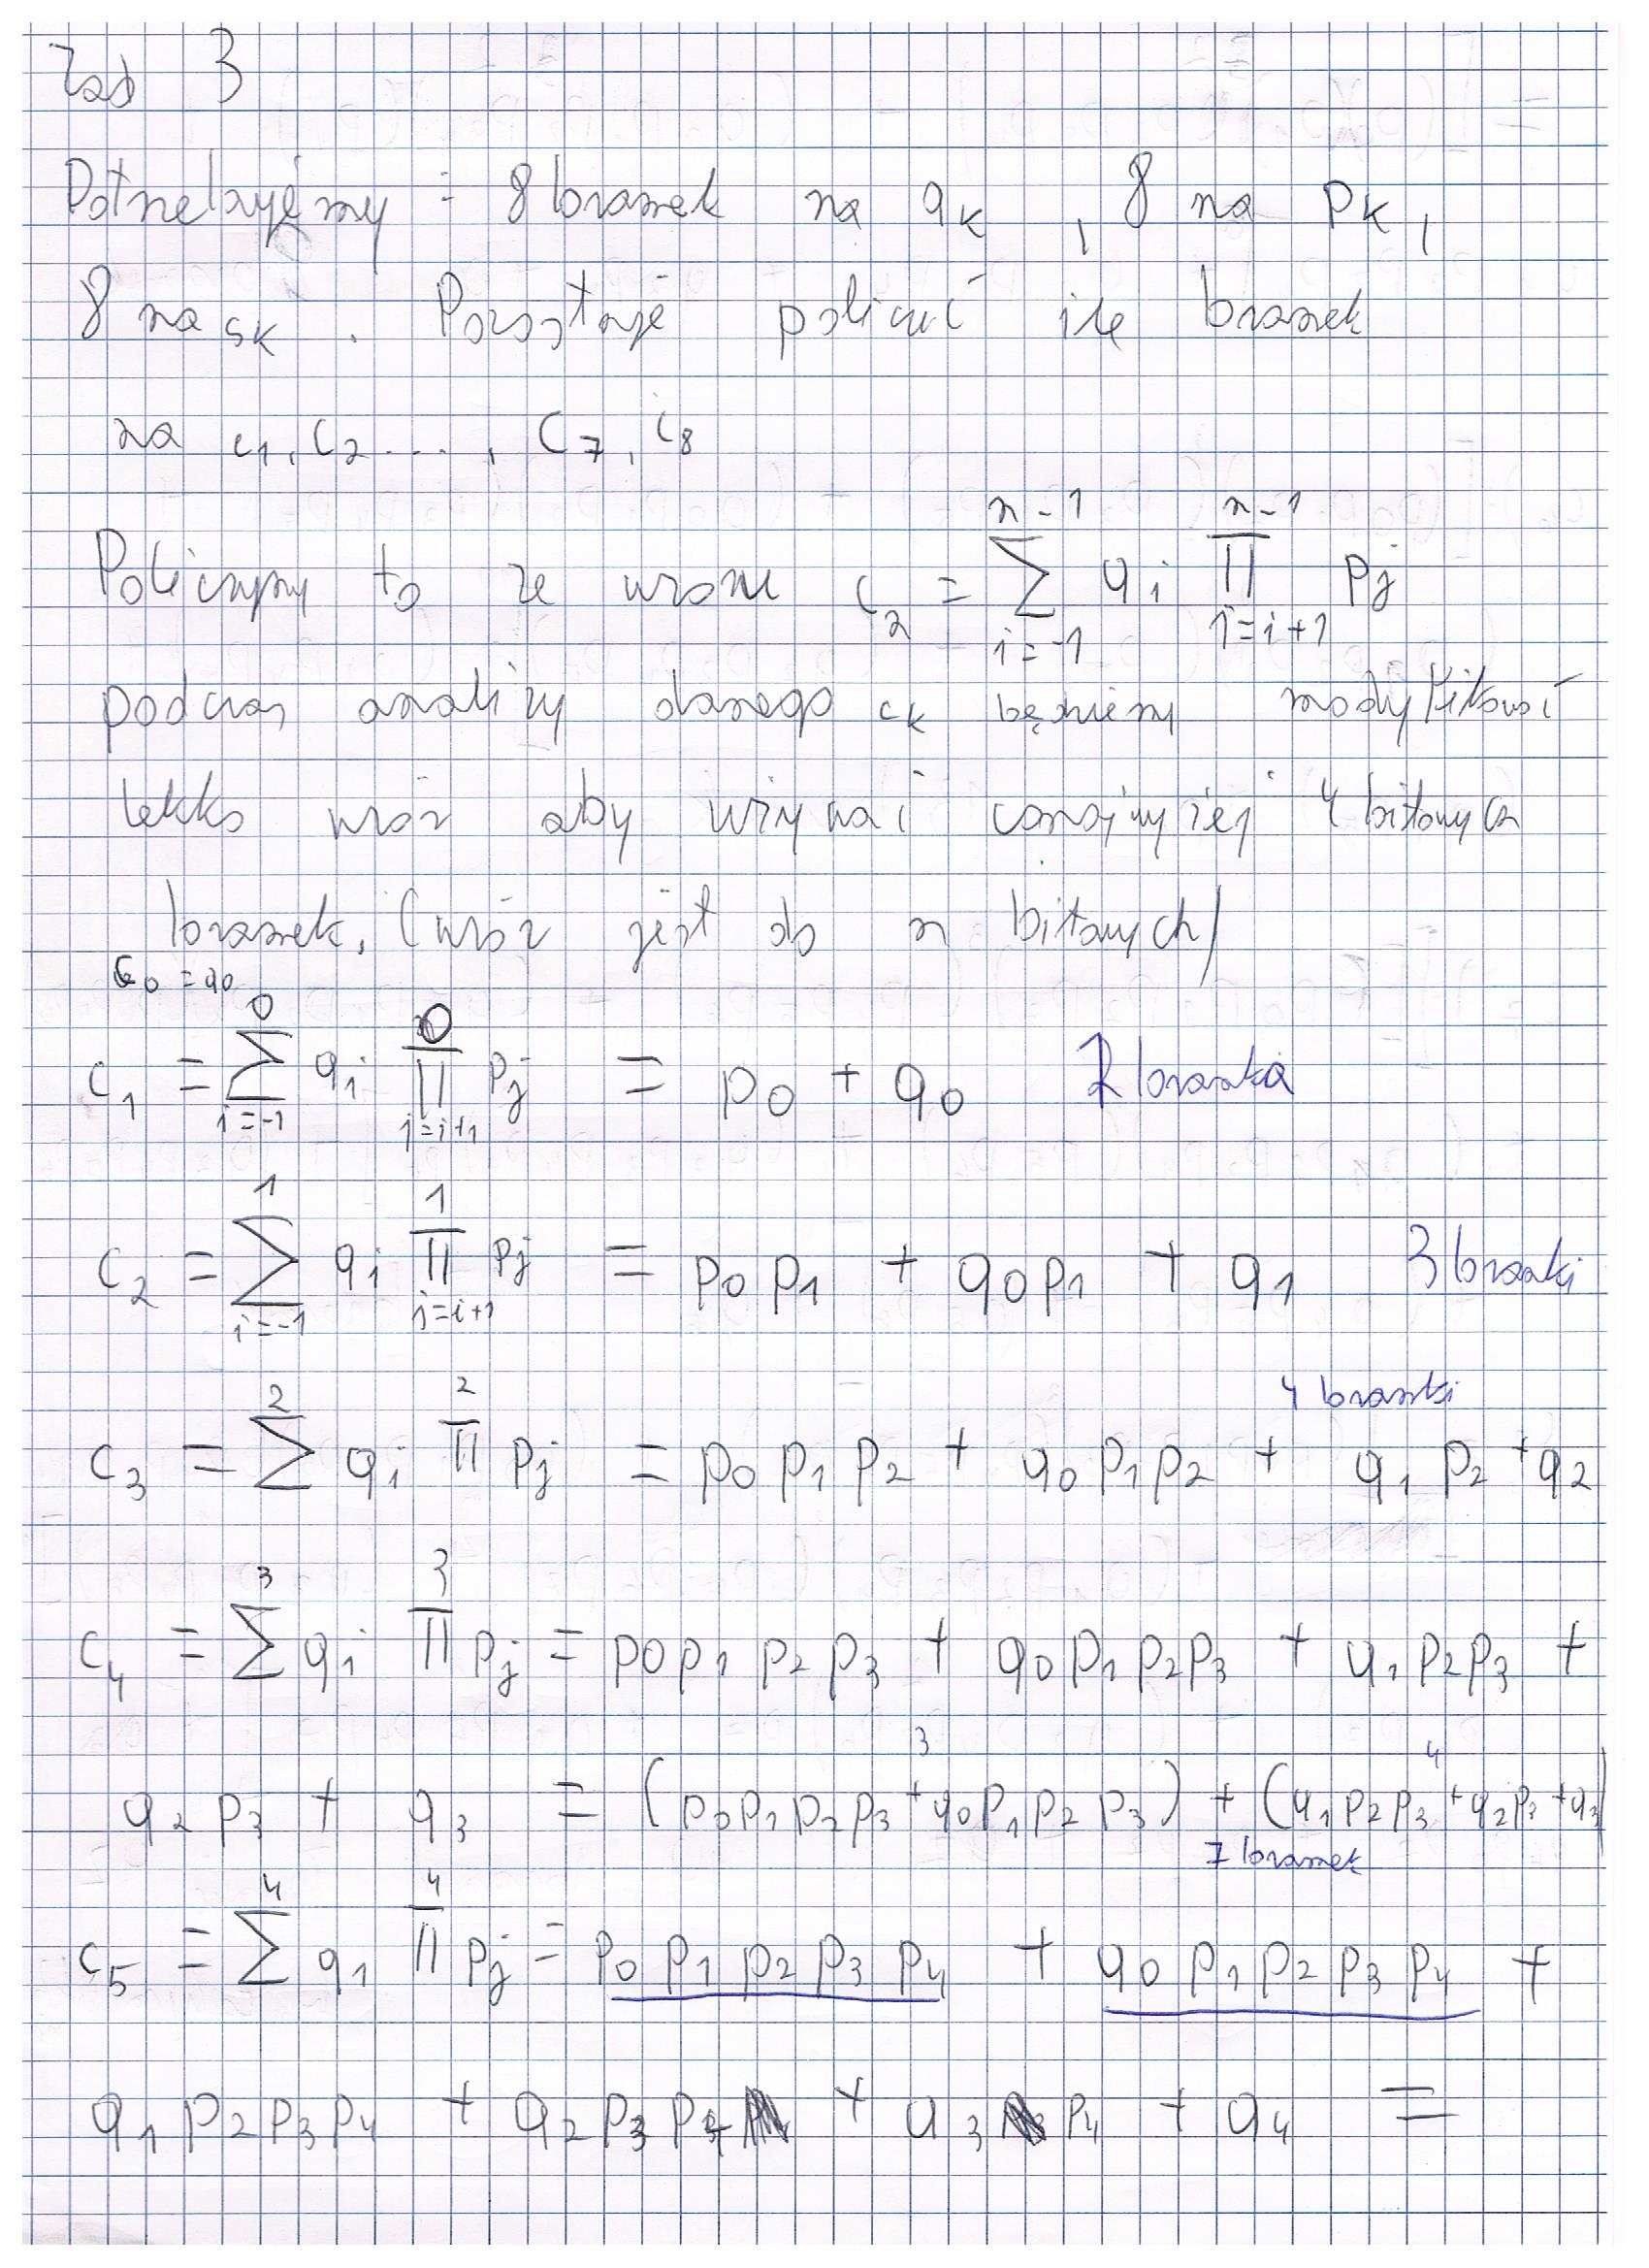 Zad 3
Potrzebujemy : 8 bramek na q_K , 8 na p_K ,
8 na s_K . Pozostaje policzyć ile bramek
na c_1, c_2 ..., c_7, c_8
Policzymy to ze wzoru c_n = \sum_{i=-1}^{n-1} q_i \prod_{j=i+1}^{n-1} p_j
podczas analizy danego c_K będziemy modyfikować
lekko wzór aby używać conajwyżej 4 bitowych
bramek. (wzór jest do n bitowych)
c_0 = q_0
c_1 = \sum_{i=-1}^{0} q_i \prod_{j=i+1}^{0} p_j = p_0 + q_0 1 bramka
c_2 = \sum_{i=-1}^{1} q_i \prod_{j=i+1}^{1} p_j = p_0 p_1 + q_0 p_1 + q_1 3 bramki
4 bramki
c_3 = \sum^{2} q_i \prod^{2} p_j = p_0 p_1 p_2 + q_0 p_1 p_2 + q_1 p_2 + q_2
c_4 = \sum^{3} q_i \prod^{3} p_j = p_0 p_1 p_2 p_3 + q_0 p_1 p_2 p_3 + q_1 p_2 p_3 +
3 4
q_2 p_3 + q_3 = (p_0 p_1 p_2 p_3 + q_0 p_1 p_2 p_3) + (q_1 p_2 p_3 + q_2 p_3 + q_3)
7 bramek
c_5 = \sum^{4} q_i \prod^{4} p_j = p_0 p_1 p_2 p_3 p_4 + q_0 p_1 p_2 p_3 p_4 +
q_1 p_2 p_3 p_4 + q_2 p_3 p_4 + q_3 p_4 + q_4 =